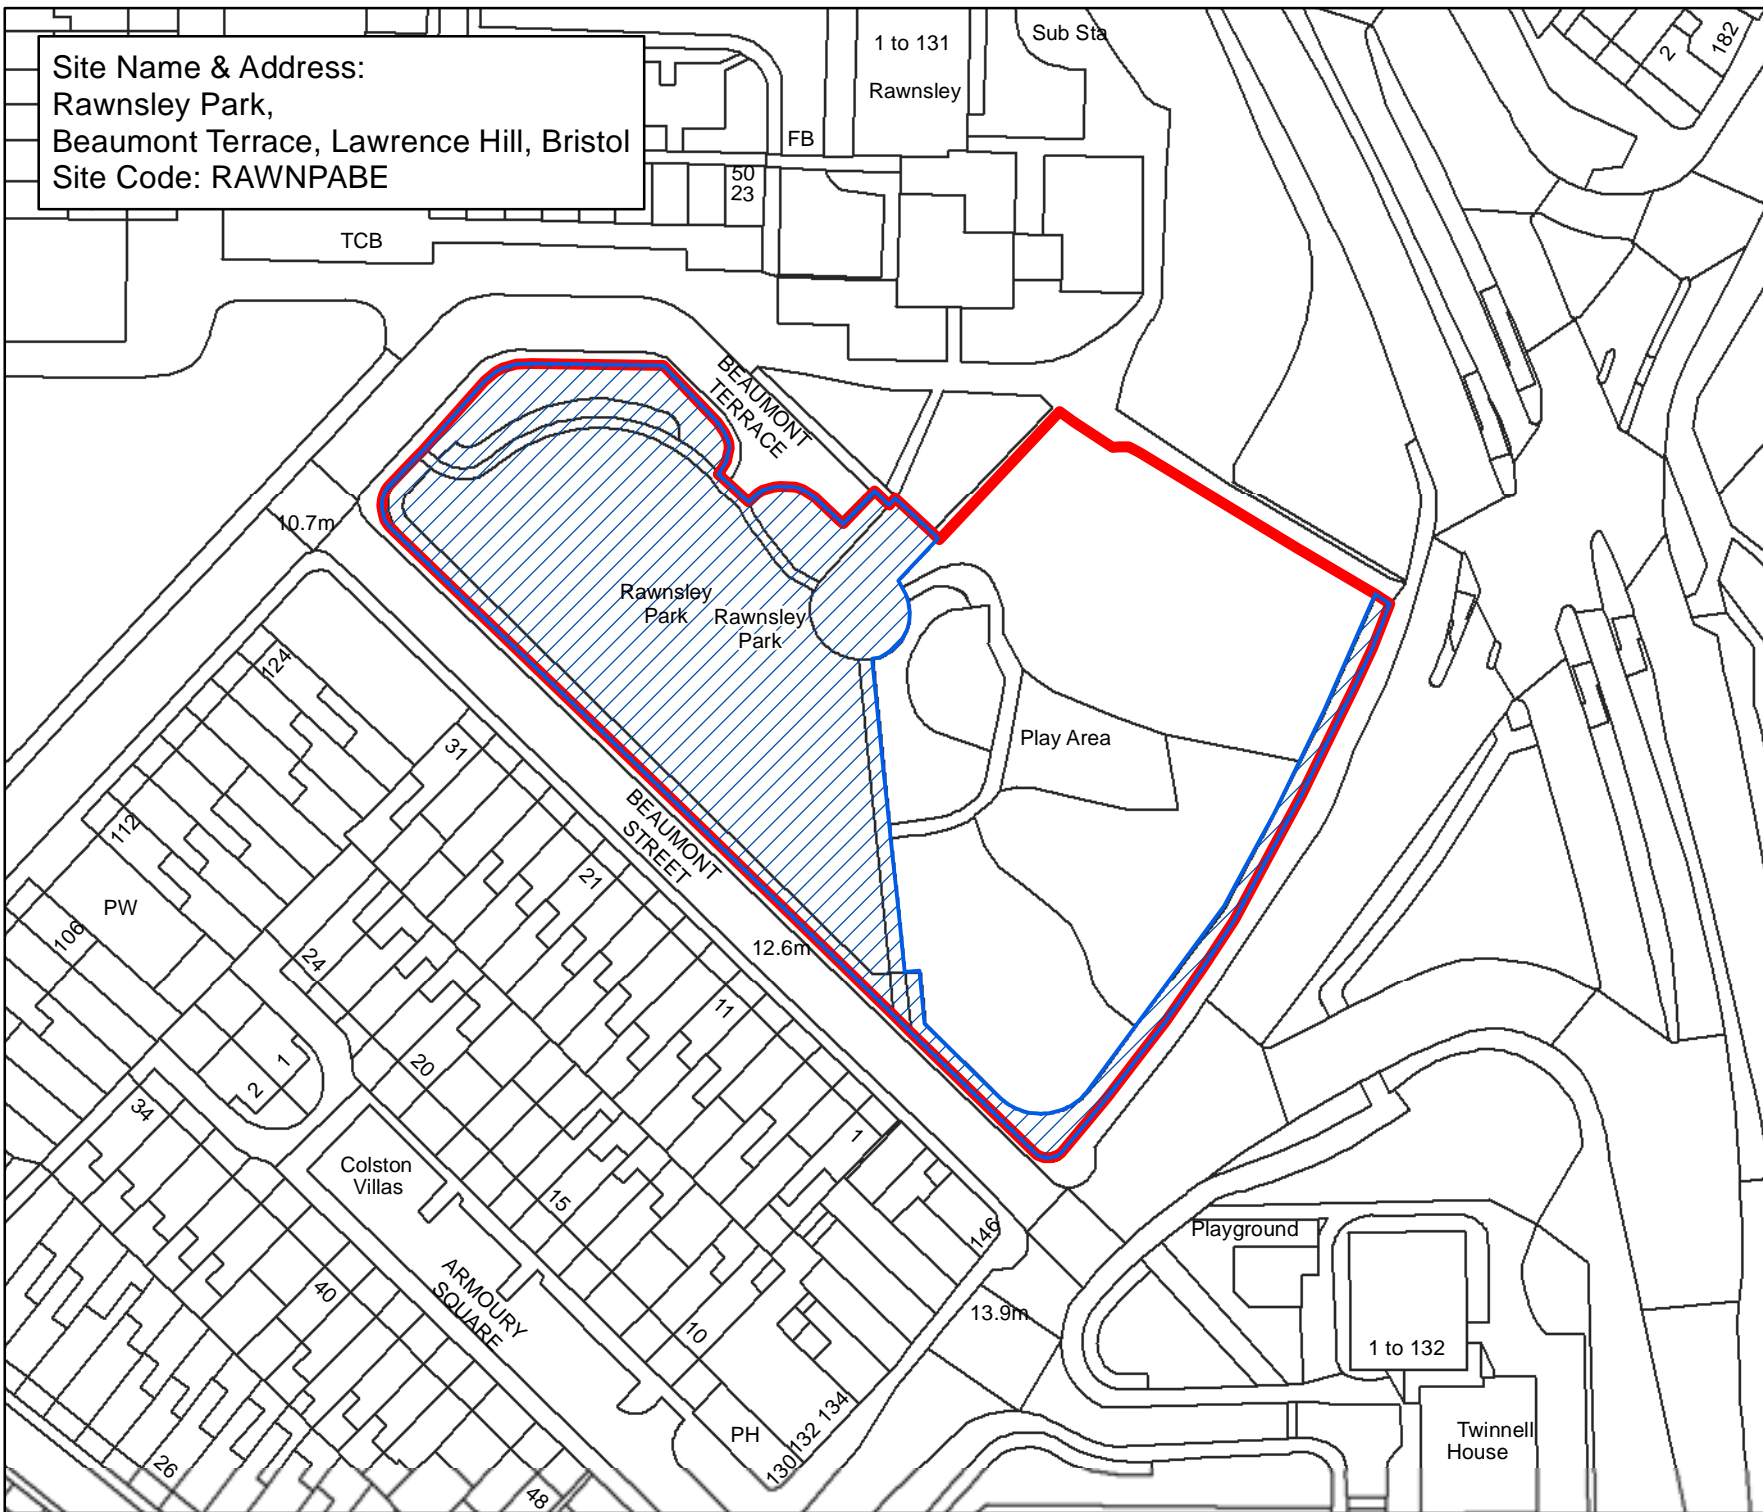 Site Name & Address:
Rawnsley Park,
Beaumont Terrace, Lawrence Hill, Bristol
Site Code: RAWNPABE
1 to 131
Rawnsley
Sub Sta
2
182
FB
50
23
TCB
BEAUMONT
TERRACE
10.7m
Rawnsley
Park
Rawnsley
Park
124
31
Play Area
112
BEAUMONT
STREET
21
PW
106
24
12.6m
11
1
2
20
34
1
Colston
Villas
15
146
Playground
ARMOURY
SQUARE
40
10
13.9m
1 to 132
PH
130
132
134
Twinnell
House
26
48